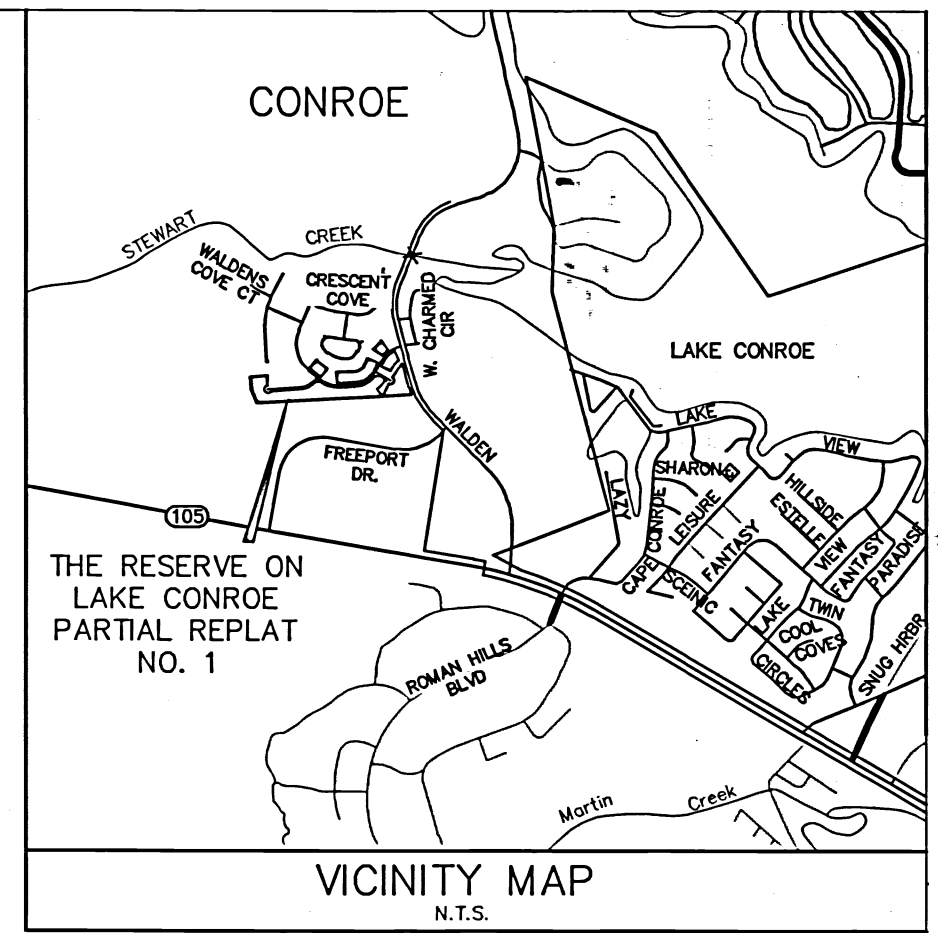 CONROE
STEWART
CREEK
WALDENS
COVE CT
CRESCENT
COVE
W. CHARMED
CIR
LAKE CONROE
LAKE
VIEW
WALDEN
FREEPORT
DR.
SHARON
LAZY
CAPE CONROE
LEISURE
HILLSIDE
ESTELLE
105
FANTASY
VIEW
FANTASY
PARADISE
SCEINIC
LAKE
TWIN
COOL
COVES
CIRCLES
SNUG HRBR
THE RESERVE ON
LAKE CONROE
PARTIAL REPLAT
NO. 1
ROMAN HILLS
BLVD
Martin
Creek
VICINITY MAP
N.T.S.